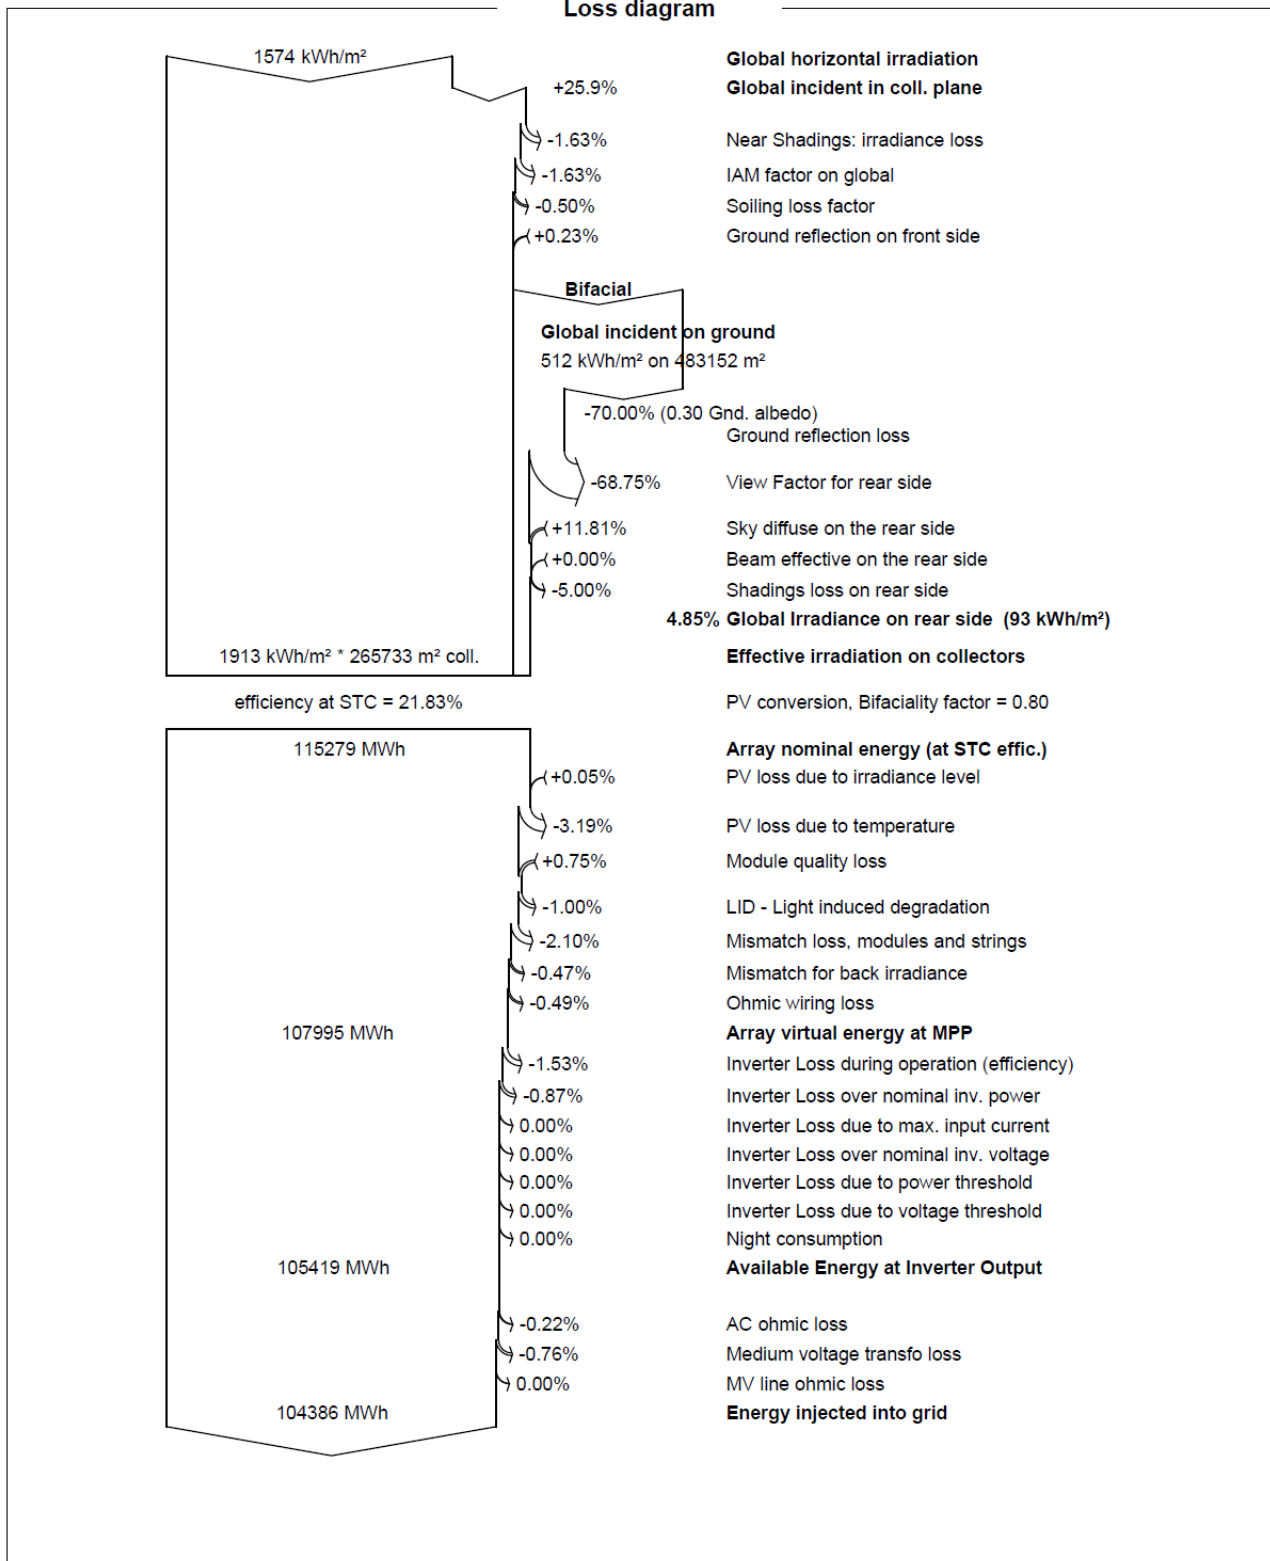 Loss diagram
1574 kWh/m² Global horizontal irradiation
+25.9% Global incident in coll. plane
-1.63% Near Shadings: irradiance loss
-1.63% IAM factor on global
-0.50% Soiling loss factor
+0.23% Ground reflection on front side
Bifacial
Global incident on ground
512 kWh/m² on 483152 m²
-70.00% (0.30 Gnd. albedo)
Ground reflection loss
-68.75% View Factor for rear side
+11.81% Sky diffuse on the rear side
+0.00% Beam effective on the rear side
-5.00% Shadings loss on rear side
4.85% Global Irradiance on rear side (93 kWh/m²)
1913 kWh/m² * 265733 m² coll. Effective irradiation on collectors
efficiency at STC = 21.83% PV conversion, Bifaciality factor = 0.80
115279 MWh Array nominal energy (at STC effic.)
+0.05% PV loss due to irradiance level
-3.19% PV loss due to temperature
+0.75% Module quality loss
-1.00% LID - Light induced degradation
-2.10% Mismatch loss, modules and strings
-0.47% Mismatch for back irradiance
-0.49% Ohmic wiring loss
107995 MWh Array virtual energy at MPP
-1.53% Inverter Loss during operation (efficiency)
-0.87% Inverter Loss over nominal inv. power
0.00% Inverter Loss due to max. input current
0.00% Inverter Loss over nominal inv. voltage
0.00% Inverter Loss due to power threshold
0.00% Inverter Loss due to voltage threshold
0.00% Night consumption
105419 MWh Available Energy at Inverter Output
-0.22% AC ohmic loss
-0.76% Medium voltage transfo loss
0.00% MV line ohmic loss
104386 MWh Energy injected into grid